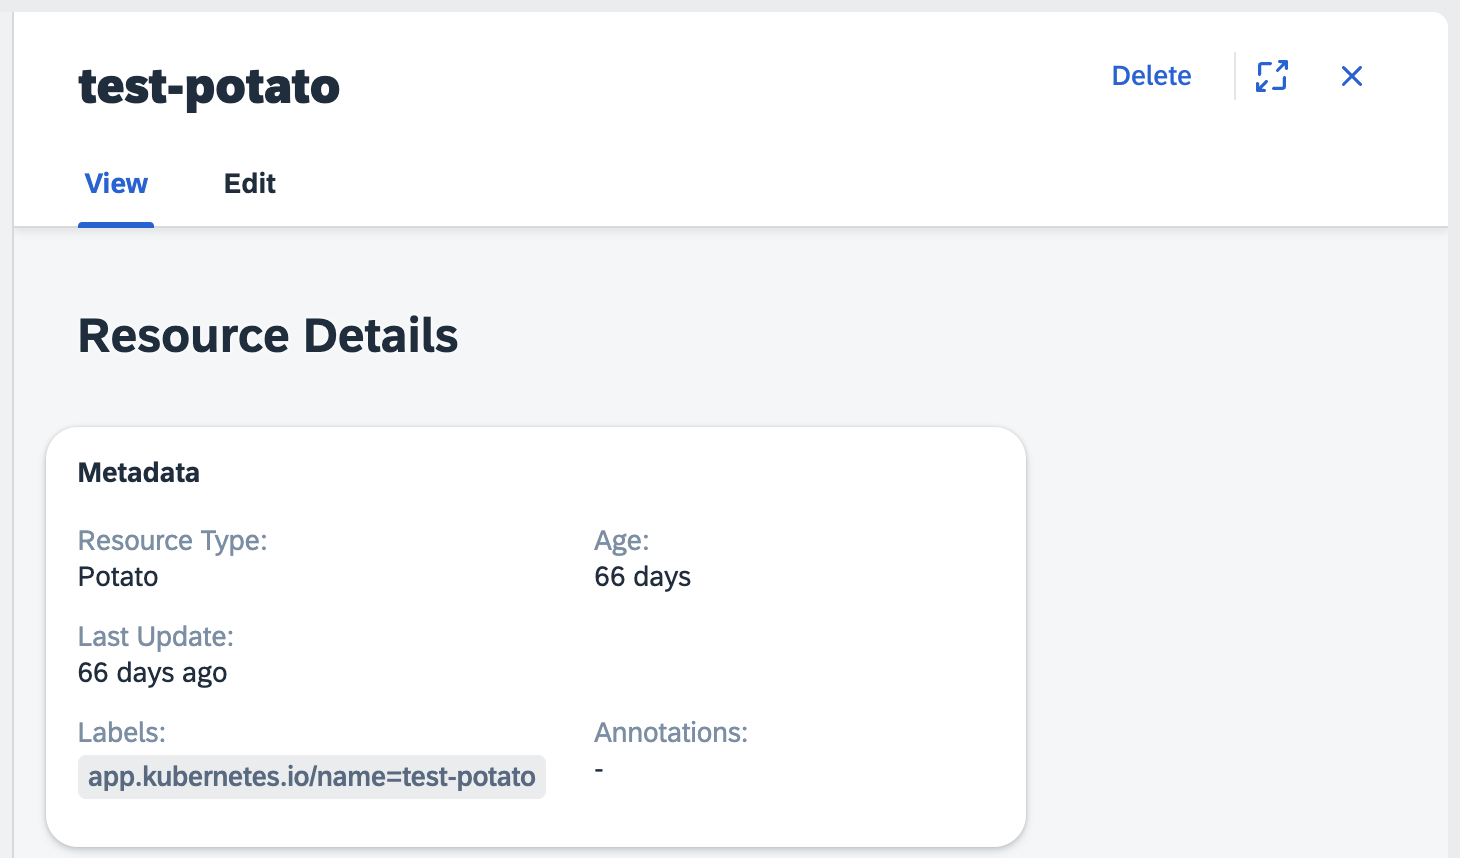 test-potato
Delete
View
Edit
Resource Details
Metadata
Resource Type:
Potato
Age:
66 days
Last Update:
66 days ago
Labels:
app.kubernetes.io/name=test-potato
Annotations:
-